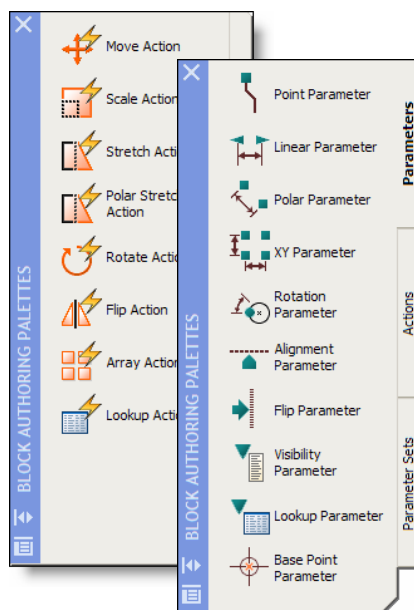 Move Action
Scale Action
Stretch Acti
Polar Stretc
Action
Rotate Actio
Flip Action
Array Action
Lookup Actio
BLOCK AUTHORING PALETTES
Point Parameter
Linear Parameter
Polar Parameter
XY Parameter
Rotation
Parameter
Alignment
Parameter
Flip Parameter
Visibility
Parameter
Lookup Parameter
Base Point
Parameter
BLOCK AUTHORING PALETTES
Parameters
Actions
Parameter Sets